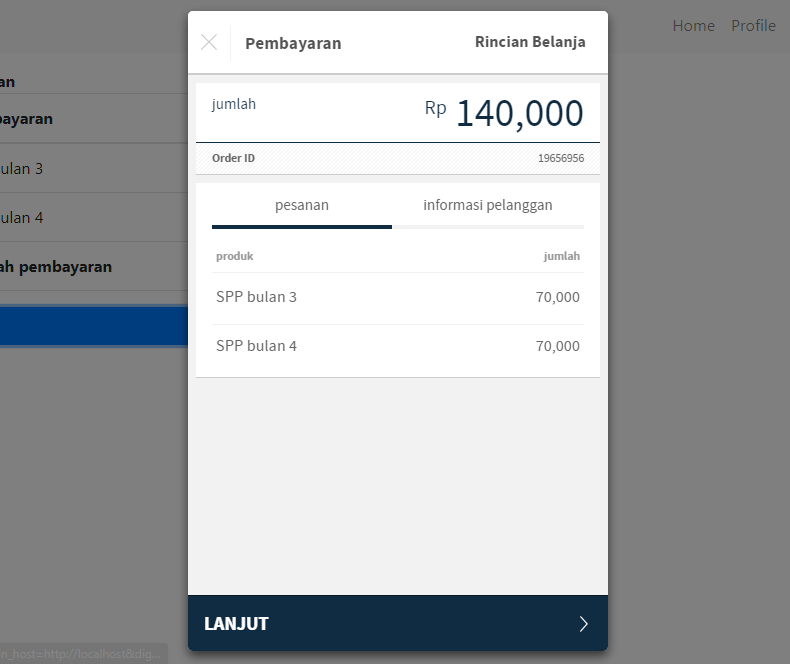 Home Profile
Pembayaran Rincian Belanja
jumlah Rp 140,000
Order ID 19656956
pesanan informasi pelanggan
produk jumlah
SPP bulan 3 70,000
SPP bulan 4 70,000
LANJUT
an
bayaran
ulan 3
ulan 4
ah pembayaran
n_host=http://localhost&dig...